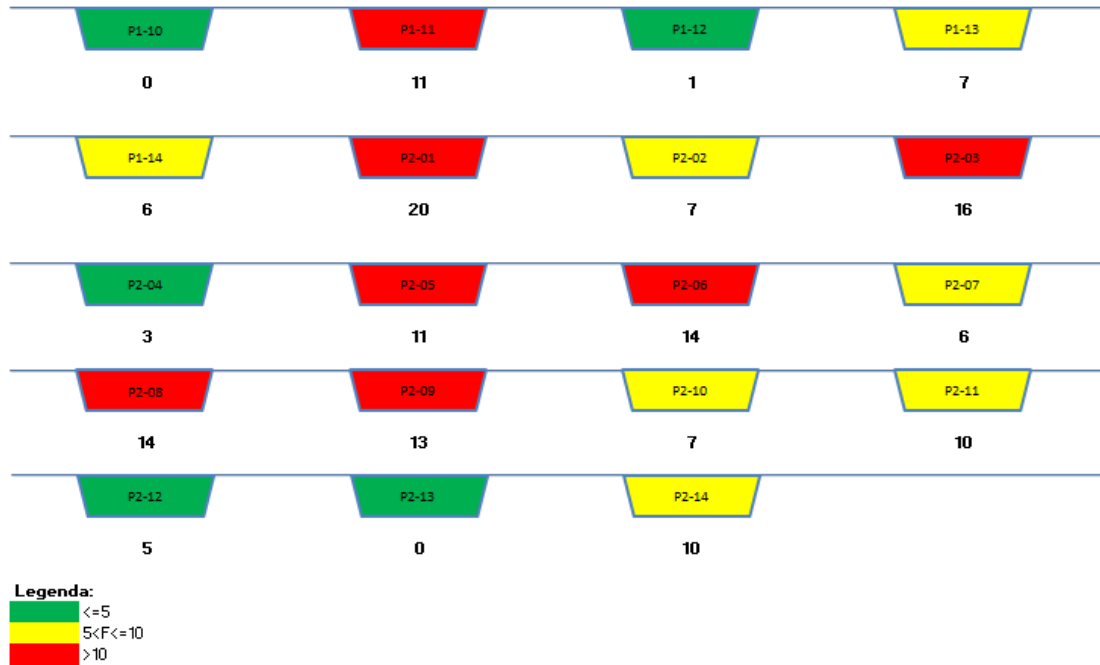 P1-10 P1-11 P1-12 P1-13
0 11 1 7
P1-14 P2-01 P2-02 P2-03
6 20 7 16
P2-04 P2-05 P2-06 P2-07
3 11 14 6
P2-08 P2-09 P2-10 P2-11
14 13 7 10
P2-12 P2-13 P2-14
5 0 10
Legenda:
<=5
5<F<=10
>10